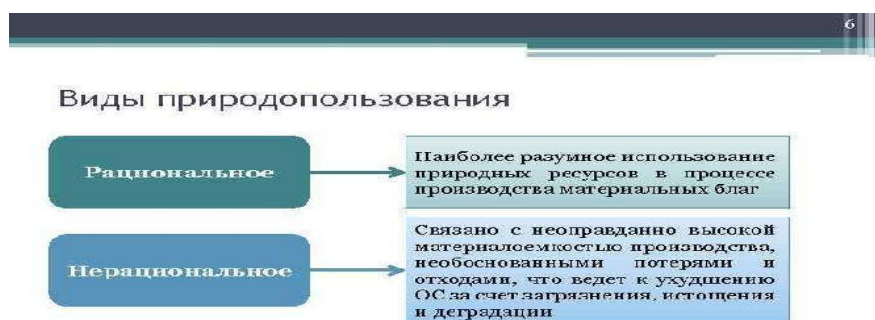 6
Виды природопользования
Рациональное
Наиболее разумное использование
природных ресурсов в процессе
производства материальных благ
Нерациональное
Связано с неоправданно высокой
материалоемкостью производства,
необоснованными потерями и
отходами, что ведет к ухудшению
ОС за счет загрязнения, истощения
и деградации